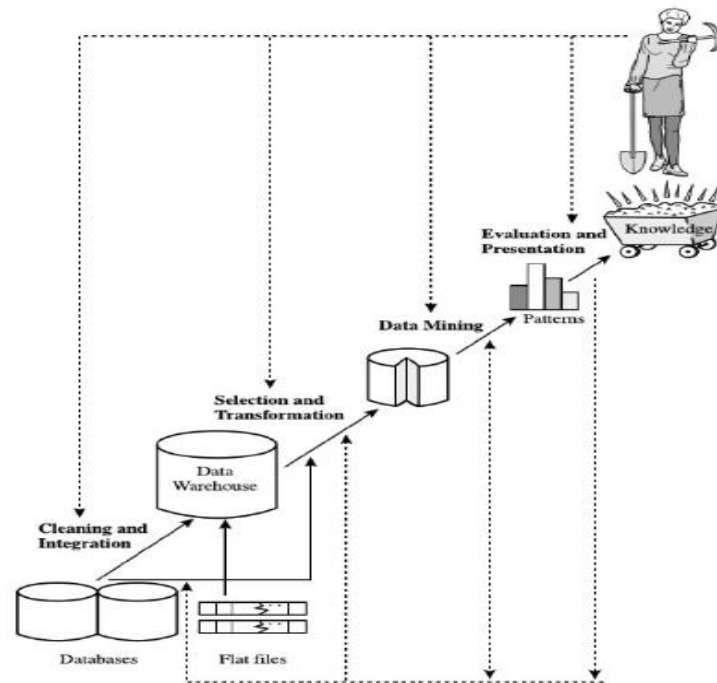 Evaluation and
Presentation
Knowledge
Data Mining
Patterns
Selection and
Transformation
Data
Warehouse
Cleaning and
Integration
Databases
Flat files